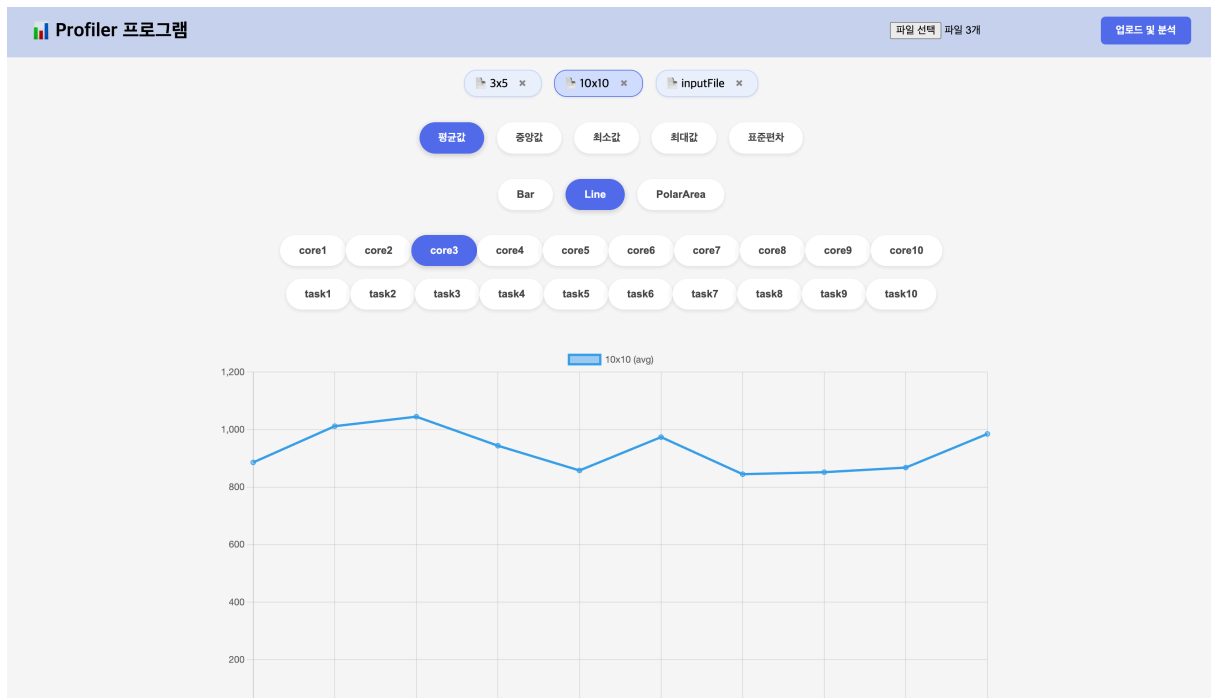 Profiler 프로그램
파일 선택 파일 3개
업로드 및 분석
3x5 ×
10x10 ×
inputFile ×
평균값 중앙값 최소값 최대값 표준편차
Bar Line PolarArea
core1 core2 core3 core4 core5 core6 core7 core8 core9 core10
task1 task2 task3 task4 task5 task6 task7 task8 task9 task10
10x10 (avg)
1,200
1,000
800
600
400
200